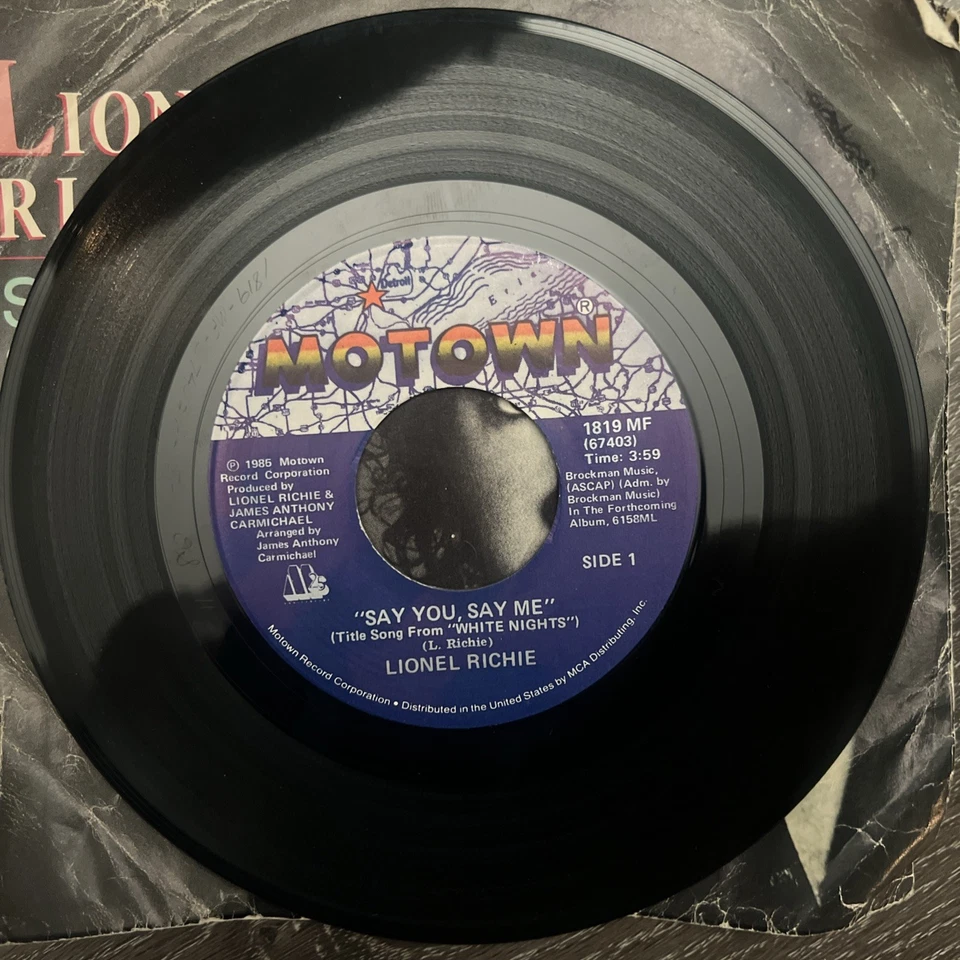 LION
RI
S
Detroit
Erie
MOTOWN®
1819 MF
(67403)
Time: 3:59
Brockman Music,
(ASCAP) (Adm. by
Brockman Music)
In The Forthcoming
Album, 6158ML
SIDE 1
℗ 1985 Motown
Record Corporation
Produced by
LIONEL RICHIE &
JAMES ANTHONY
CARMICHAEL
Arranged by
James Anthony
Carmichael
"SAY YOU, SAY ME"
(Title Song From "WHITE NIGHTS")
(L. Richie)
LIONEL RICHIE
Motown Record Corporation • Distributed in the United States by MCA Distributing, Inc.